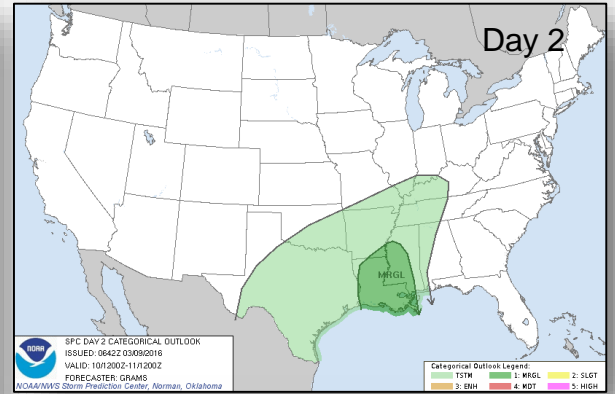 Day 2
MRGL
NOAA
SPC DAY 2 CATEGORICAL OUTLOOK
ISSUED: 0642Z 03/09/2016
VALID: 10/1200Z-11/1200Z
FORECASTER: GRAMS
NOAA/NWS Storm Prediction Center, Norman, Oklahoma
Categorical Outlook Legend:
TSTM 1: MRGL 2: SLGT
3: ENH 4: MDT 5: HIGH